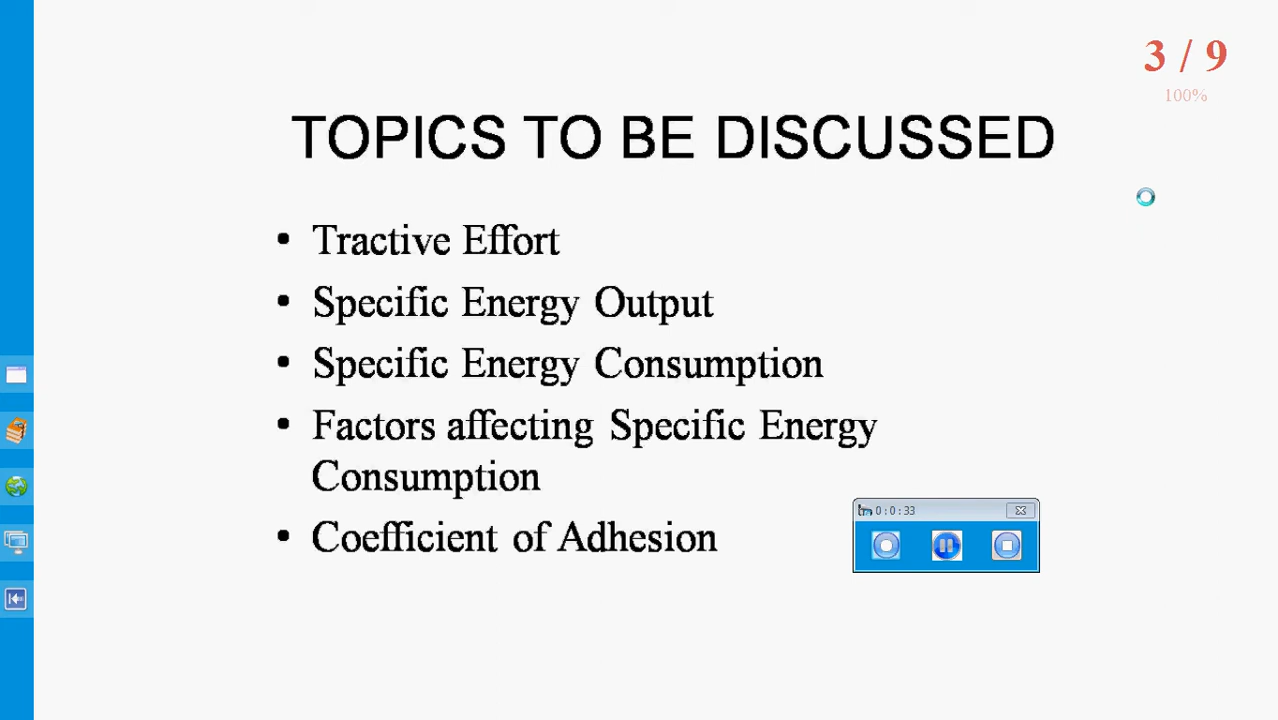 3 / 9
100%
TOPICS TO BE DISCUSSED
• Tractive Effort
• Specific Energy Output
• Specific Energy Consumption
• Factors affecting Specific Energy
Consumption
• Coefficient of Adhesion
0:0:33